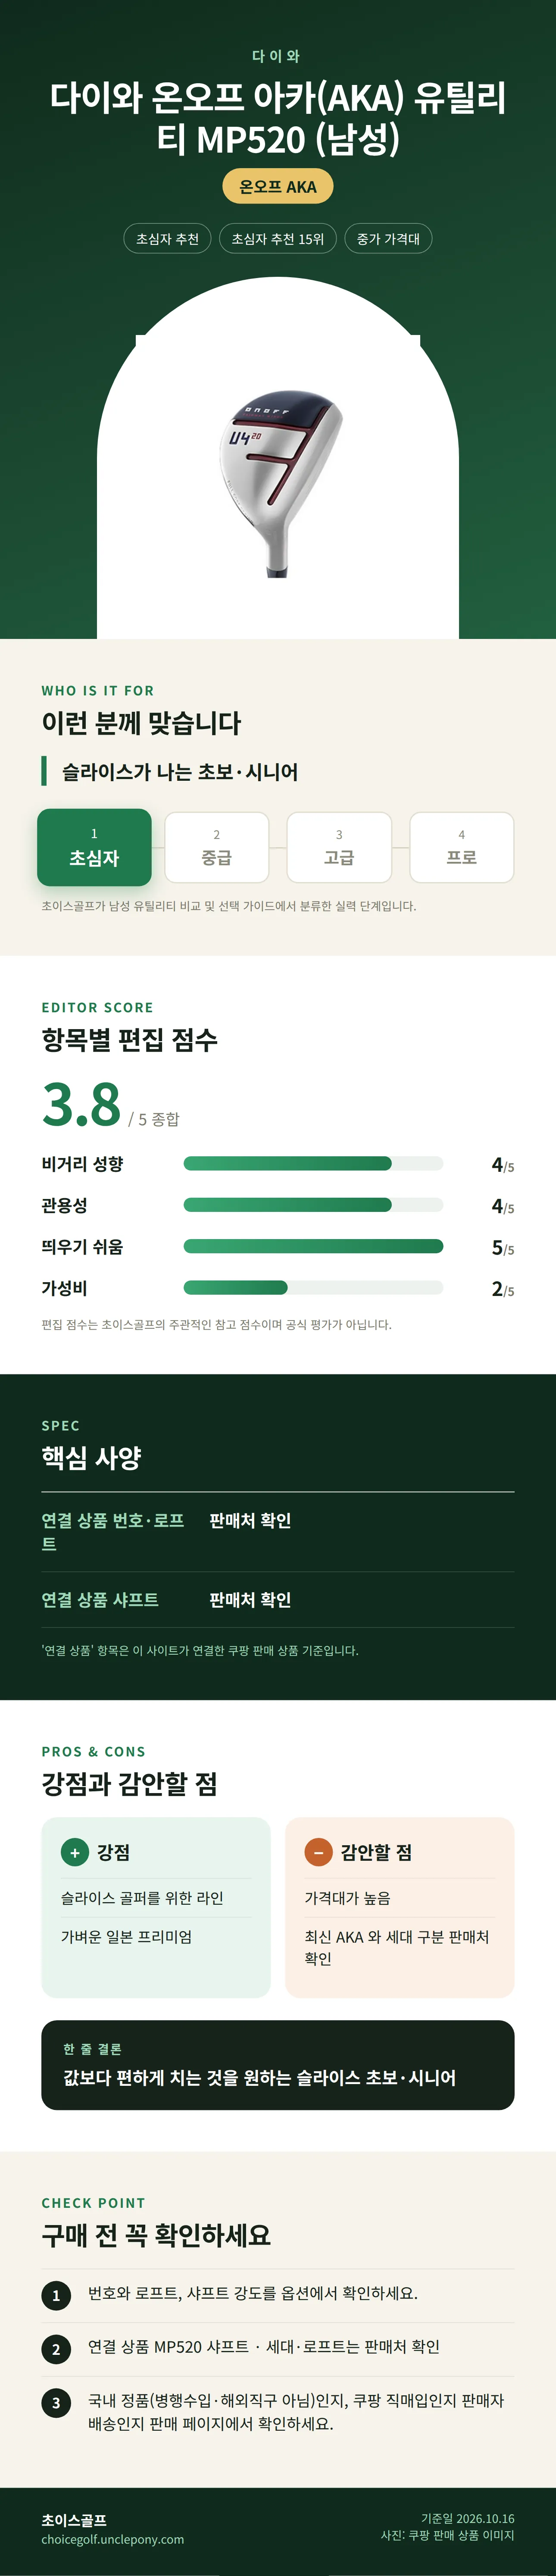 다이와
다이와 온오프 아카(AKA) 유틸리
티 MP520 (남성)
온오프 AKA
초심자 추천
초심자 추천 15위
중가 가격대
ONOFF
U4 20
WHO IS IT FOR
이런 분께 맞습니다
슬라이스가 나는 초보·시니어
1
초심자
2
중급
3
고급
4
프로
초이스골프가 남성 유틸리티 비교 및 선택 가이드에서 분류한 실력 단계입니다.
EDITOR SCORE
항목별 편집 점수
3.8 / 5 종합
비거리 성향 4/5
관용성 4/5
띄우기 쉬움 5/5
가성비 2/5
편집 점수는 초이스골프의 주관적인 참고 점수이며 공식 평가가 아닙니다.
SPEC
핵심 사양
연결 상품 번호·로프 판매처 확인
트
연결 상품 샤프트 판매처 확인
'연결 상품' 항목은 이 사이트가 연결한 쿠팡 판매 상품 기준입니다.
PROS & CONS
강점과 감안할 점
+ 강점
슬라이스 골퍼를 위한 라인
가벼운 일본 프리미엄
− 감안할 점
가격대가 높음
최신 AKA 와 세대 구분 판매처
확인
한 줄 결론
값보다 편하게 치는 것을 원하는 슬라이스 초보·시니어
CHECK POINT
구매 전 꼭 확인하세요
1 번호와 로프트, 샤프트 강도를 옵션에서 확인하세요.
2 연결 상품 MP520 샤프트 · 세대·로프트는 판매처 확인
3 국내 정품(병행수입·해외직구 아님)인지, 쿠팡 직매입인지 판매자
배송인지 판매 페이지에서 확인하세요.
초이스골프
choicegolf.unclepony.com
기준일 2026.10.16
사진: 쿠팡 판매 상품 이미지